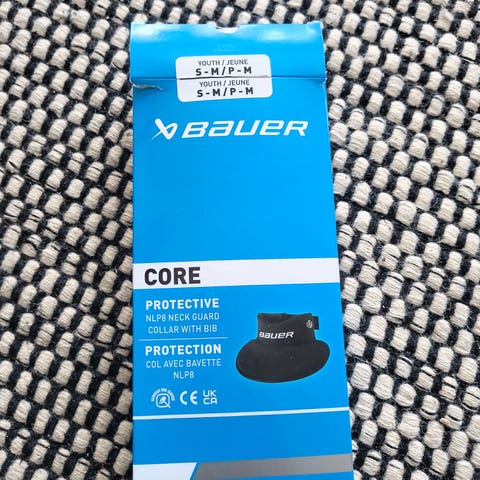 YOUTH / JEUNE
S - M / P - M
YOUTH / JEUNE
S - M / P - M
BAUER
CORE
PROTECTIVE
NLP8 NECK GUARD
COLLAR WITH BIB
BAUER
PROTECTION
COL AVEC BAVETTE
NLP8
CE UK
CA